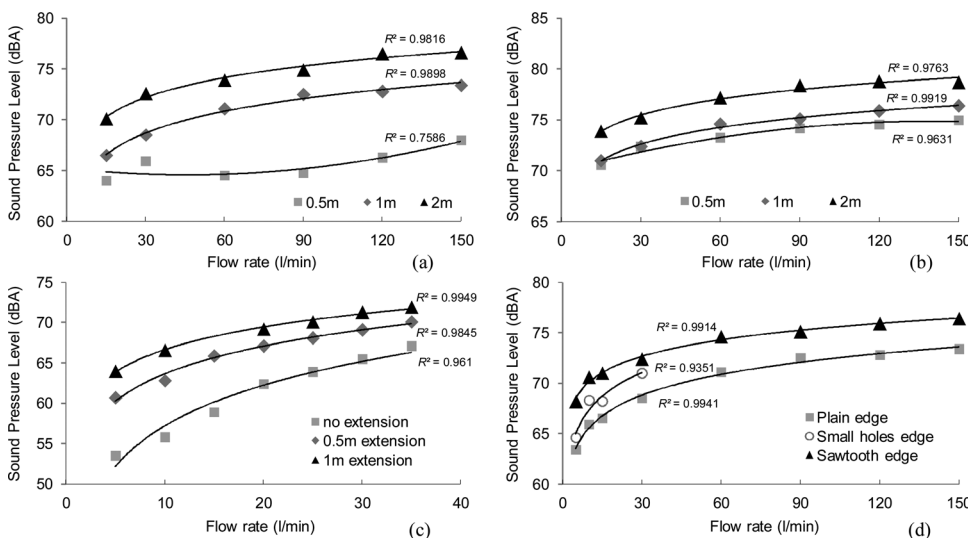 (a)
Sound Pressure Level (dBA)
80
75
70
65
60
R² = 0.9816
R² = 0.9898
R² = 0.7586
0.5m 1m 2m
0 30 60 90 120 150
Flow rate (l/min)
(b)
Sound Pressure Level (dBA)
85
80
75
70
65
R² = 0.9763
R² = 0.9919
R² = 0.9631
0.5m 1m 2m
0 30 60 90 120 150
Flow rate (l/min)
(c)
Sound Pressure Level (dBA)
75
70
65
60
55
50
R² = 0.9949
R² = 0.9845
R² = 0.961
no extension
0.5m extension
1m extension
0 10 20 30 40
Flow rate (l/min)
(d)
Sound Pressure Level (dBA)
85
80
75
70
65
60
R² = 0.9914
R² = 0.9351
R² = 0.9941
Plain edge
Small holes edge
Sawtooth edge
0 30 60 90 120 150
Flow rate (l/min)